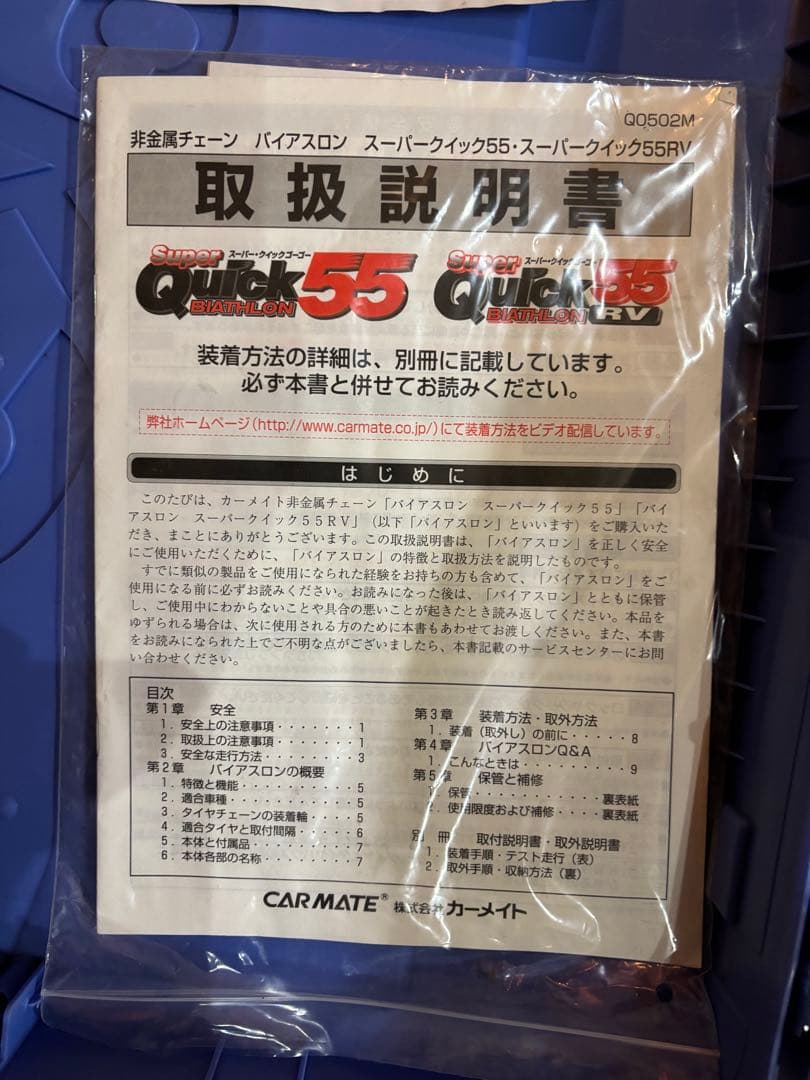 Q0502M
非金属チェーン バイアスロン スーパークイック55・スーパークイック55RV
取扱説明書
Super スーパー・クイックゴーゴー
Quick 55
BIATHLON
Super スーパー・クイックゴーゴー
Quick 55
BIATHLON RV
装着方法の詳細は、別冊に記載しています。
必ず本書と併せてお読みください。
弊社ホームページ(http://www.carmate.co.jp/)にて装着方法をビデオ配信しています。
はじめに
このたびは、カーメイト非金属チェーン「バイアスロン スーパークイック５５」「バイ
アスロン スーパークイック５５ＲＶ」（以下「バイアスロン」といいます）をご購入いた
だき、まことにありがとうございます。この取扱説明書は、「バイアスロン」を正しく安全
にご使用いただくために、「バイアスロン」の特徴と取扱方法を説明したものです。
すでに類似の製品をご使用になられた経験をお持ちの方も含めて、「バイアスロン」をご
使用になる前に必ずお読みください。お読みになった後は、「バイアスロン」とともに保管
し、ご使用中にわからないことや具合の悪いことが起きたとき読み返してください。本品を
ゆずられる場合は、次に使用される方のために本書もあわせてお渡しください。また、本書
をお読みになられた上でご不明な点がございましたら、本書記載のサービスセンターにお問
い合わせください。
目次
第１章 安全
１．安全上の注意事項・・・・・・・１
２．取扱上の注意事項・・・・・・・１
３．安全な走行方法・・・・・・・・３
第２章 バイアスロンの概要
１．特徴と機能・・・・・・・・・・５
２．適合車種・・・・・・・・・・・５
３．タイヤチェーンの装着輪・・・・５
４．適合タイヤと取付間隔・・・・・６
５．本体と付属品・・・・・・・・・７
６．本体各部の名称・・・・・・・・７
第３章 装着方法・取外方法
１．装着（取外し）の前に・・・・・８
第４章 バイアスロンQ&A
１．こんなときは・・・・・・・・・９
第５章 保管と補修
１．保管・・・・・・・・・・・裏表紙
２．使用限度および補修・・・・裏表紙
別 冊 取付説明書・取外説明書
１．装着手順・テスト走行（表）
２．取外手順・収納方法（裏）
CARMATE® 株式会社 カーメイト